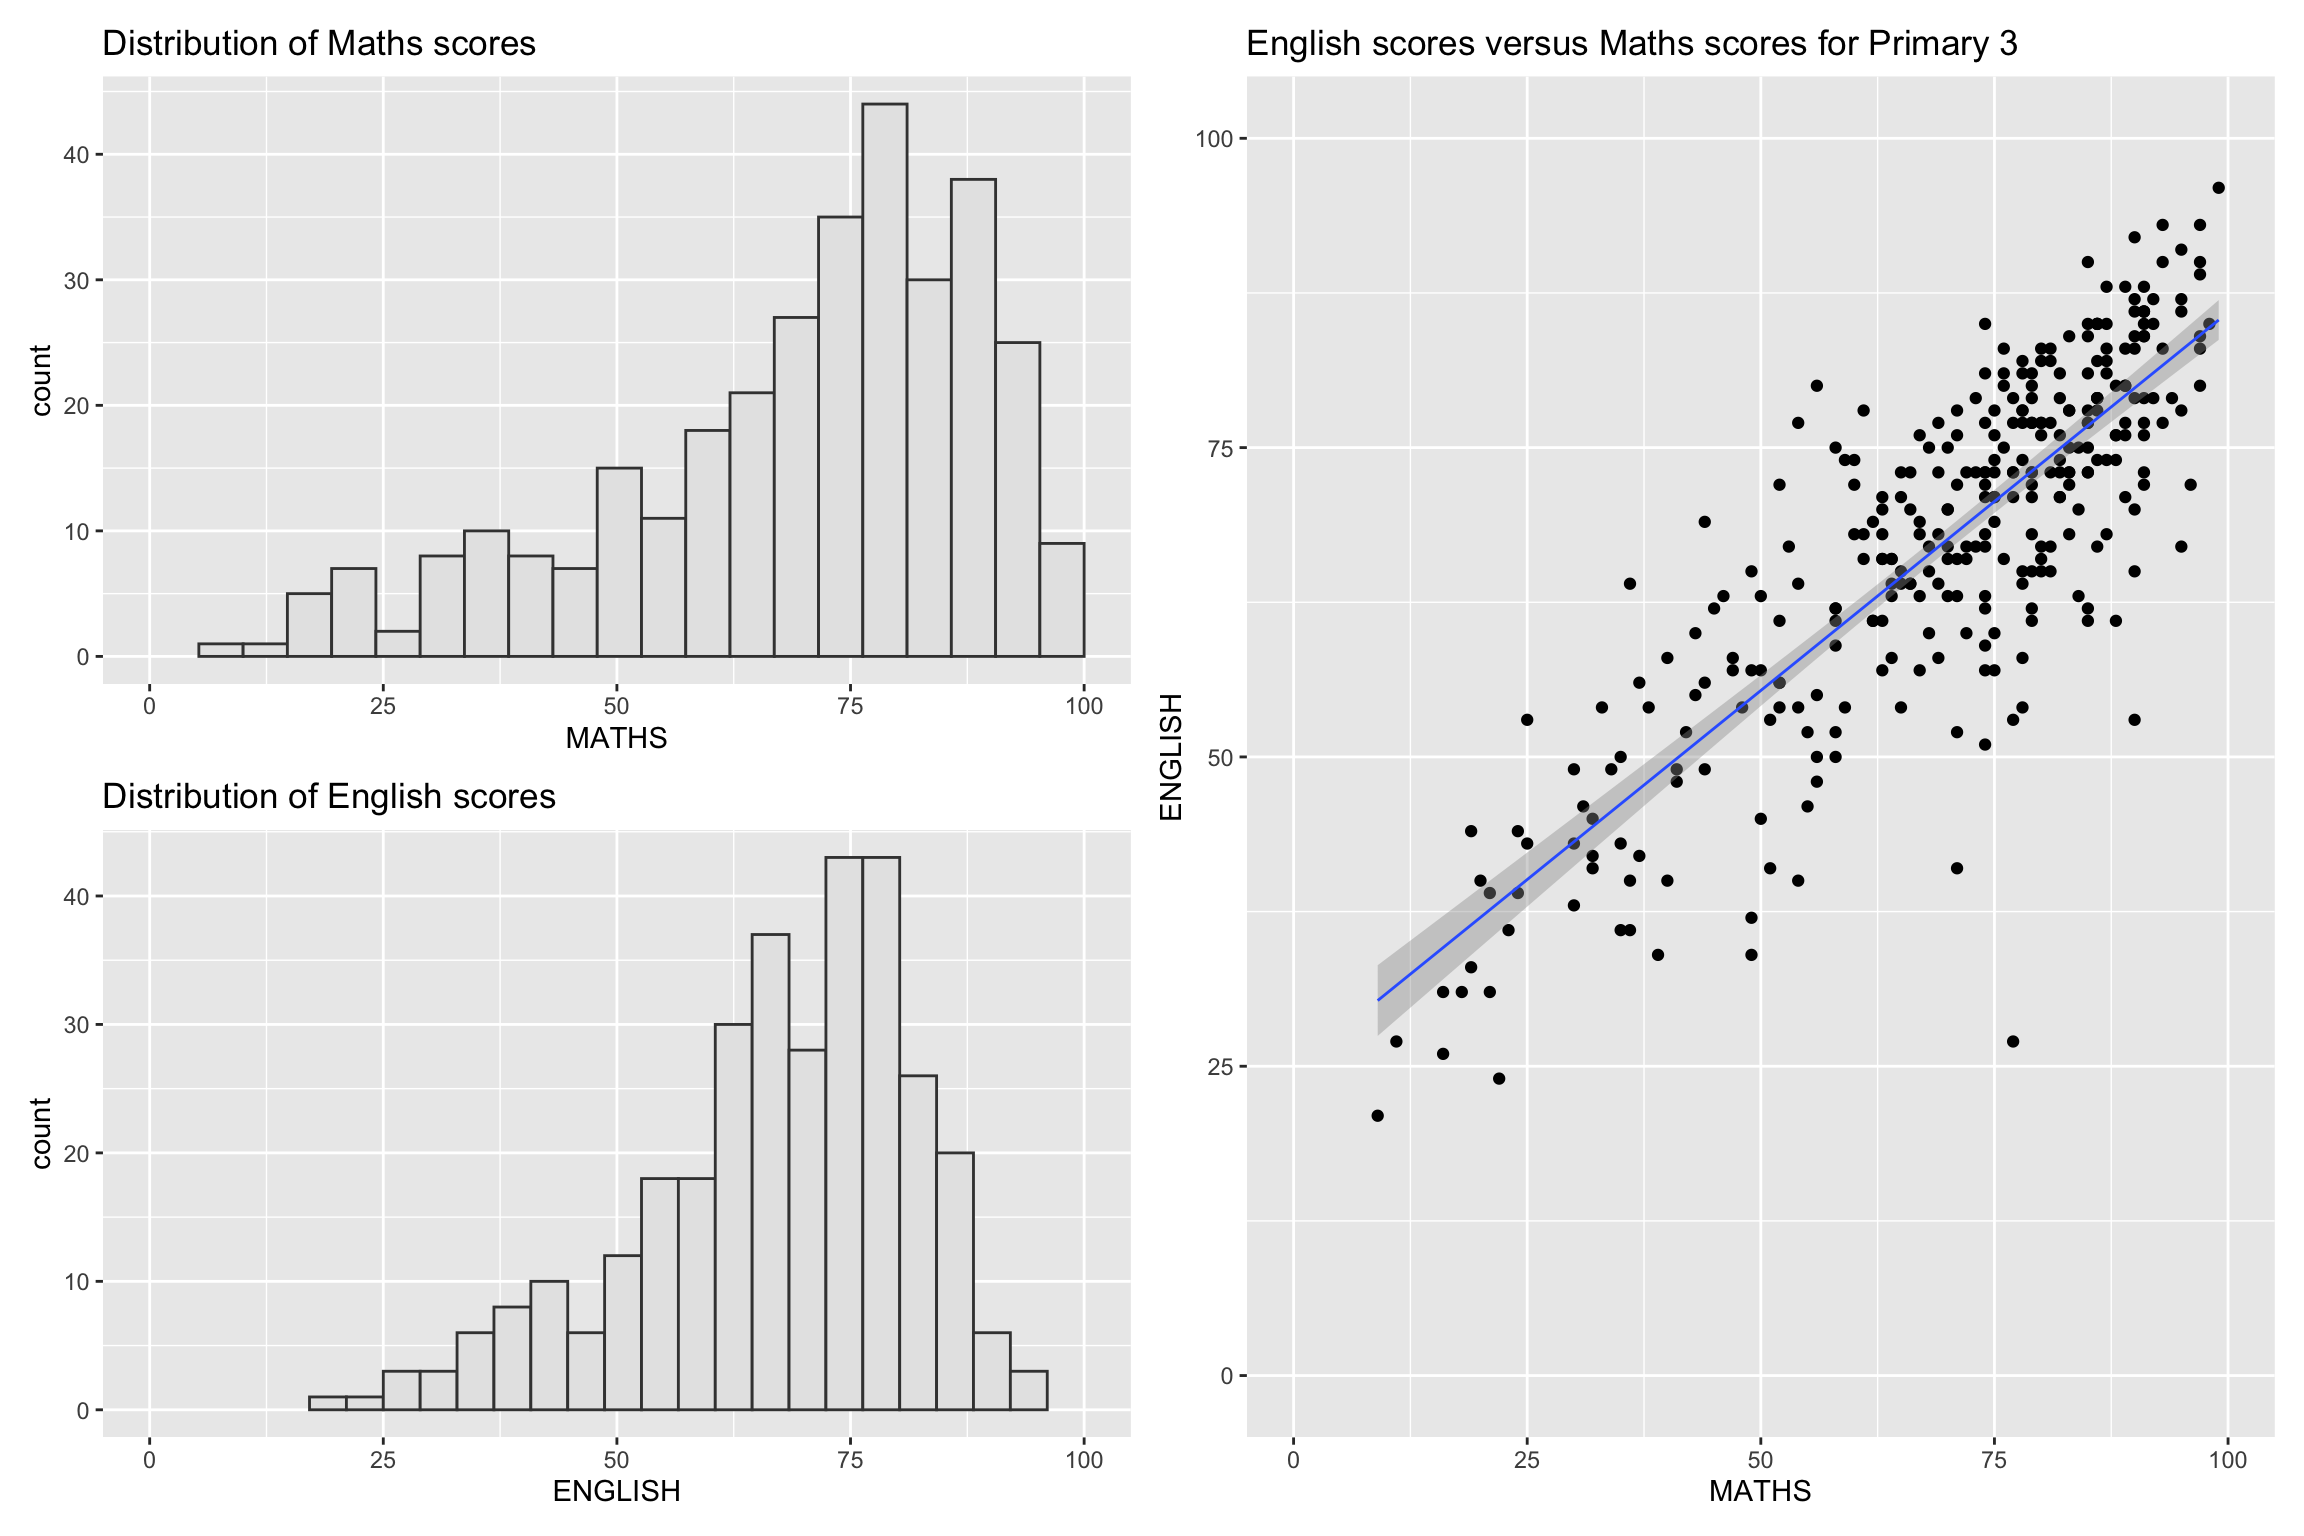 Distribution of Maths scores
count
40
30
20
10
0
0 25 50 75 100
MATHS
Distribution of English scores
count
40
30
20
10
0
0 25 50 75 100
ENGLISH
English scores versus Maths scores for Primary 3
ENGLISH
100
75
50
25
0
0 25 50 75 100
MATHS